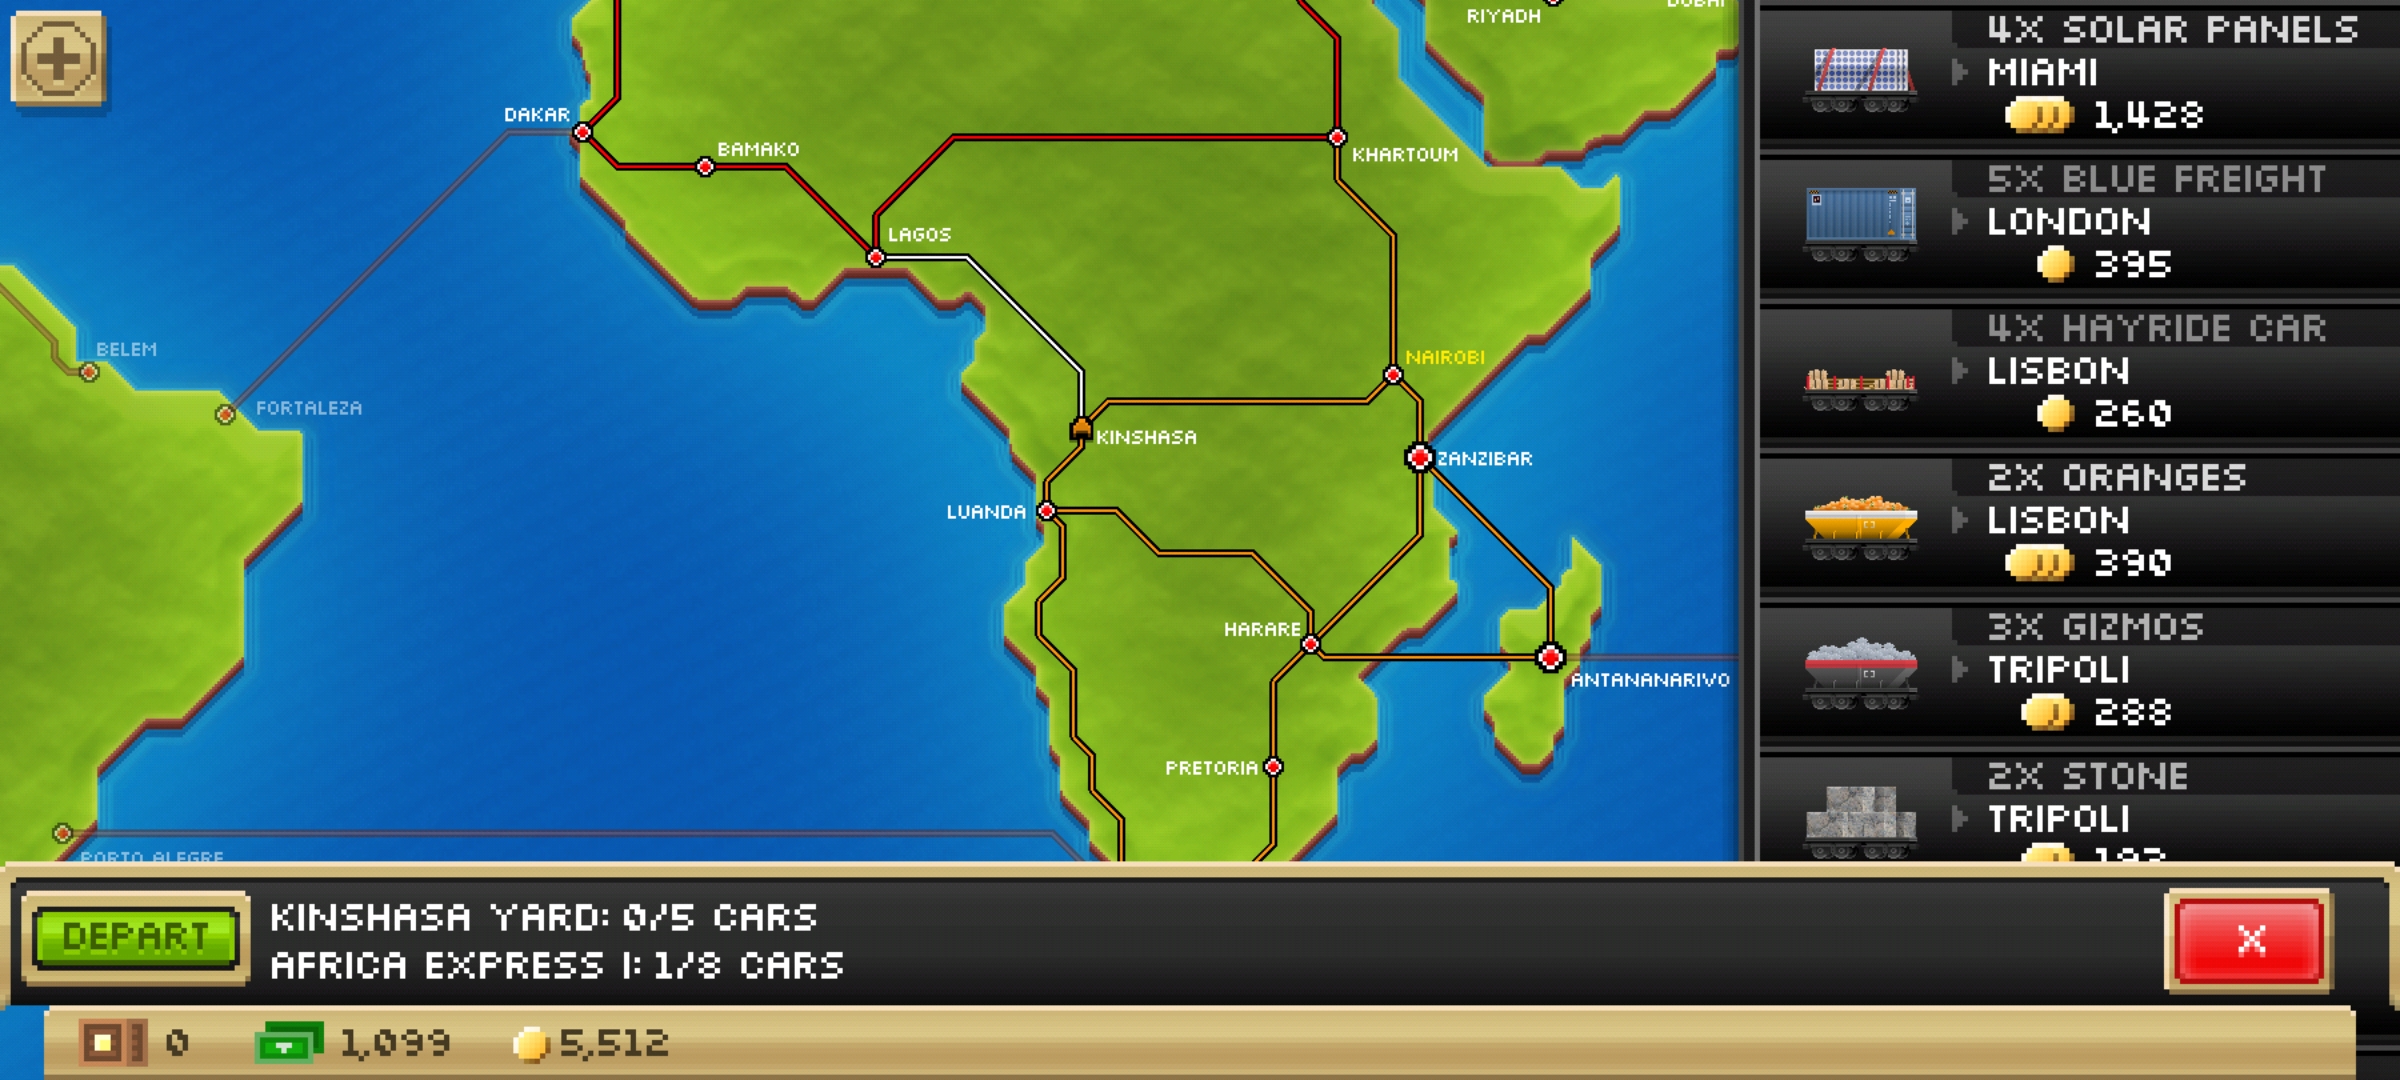 RIYADH
DUBAI
DAKAR
BAMAKO
KHARTOUM
LAGOS
BELEM
NAIROBI
FORTALEZA
KINSHASA
ZANZIBAR
LUANDA
HARARE
ANTANANARIVO
PRETORIA
PORTO ALEGRE
4X SOLAR PANELS
MIAMI
1,428
5X BLUE FREIGHT
LONDON
395
4X HAYRIDE CAR
LISBON
260
2X ORANGES
LISBON
390
3X GIZMOS
TRIPOLI
288
2X STONE
TRIPOLI
DEPART
KINSHASA YARD: 0/5 CARS
AFRICA EXPRESS I: 1/8 CARS
X
0
1,099
5,512